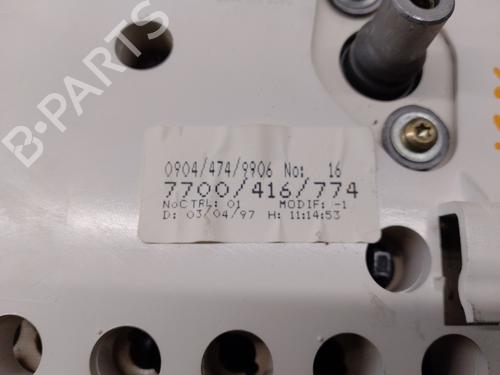 0904/474/9906 No: 16
7700/416/774
NoCTRL: 01 MODIF: -1
D: 03/04/97 H: 11:14:53
B-PARTS